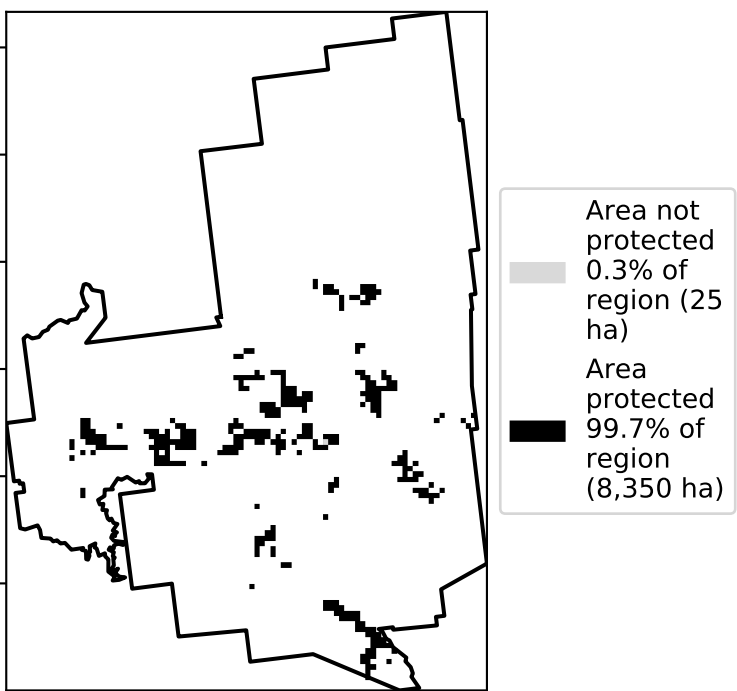 Area not
protected
0.3% of
region (25
ha)
Area
protected
99.7% of
region
(8,350 ha)